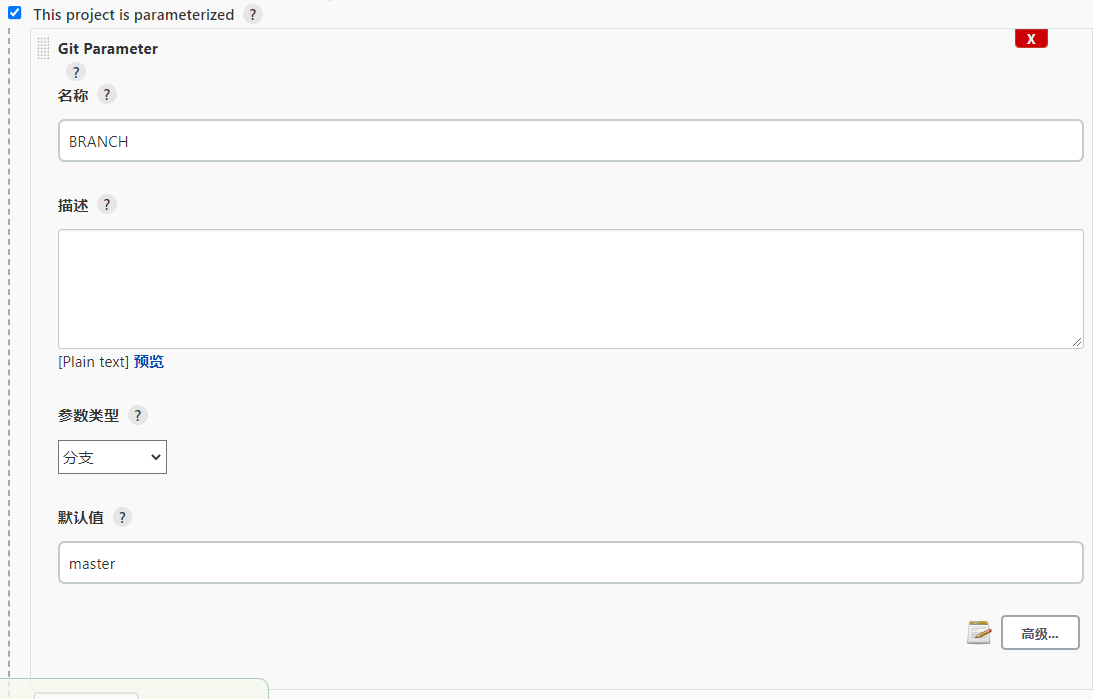 This project is parameterized ?
Git Parameter
X
?
名称 ?
BRANCH
描述 ?
[Plain text] 预览
参数类型 ?
分支
默认值 ?
master
高级...